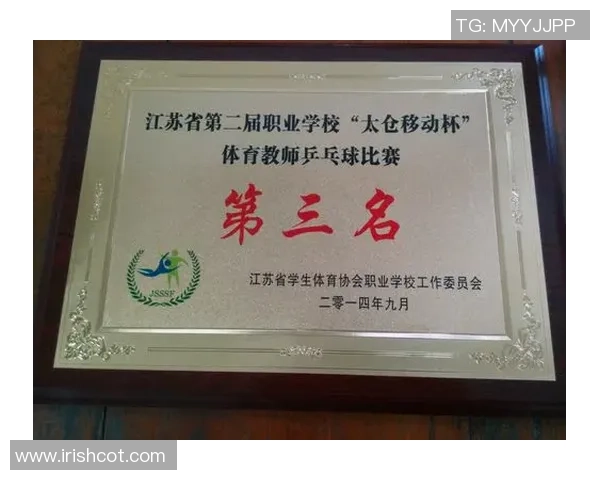 TG: MYYJJPP
江苏省第二届职业学校“太仓移动杯”
体育教师乒乓球比赛
第三名
JSSSF
江苏省学生体育协会职业学校工作委员会
二零一四年九月
www.irishcot.com